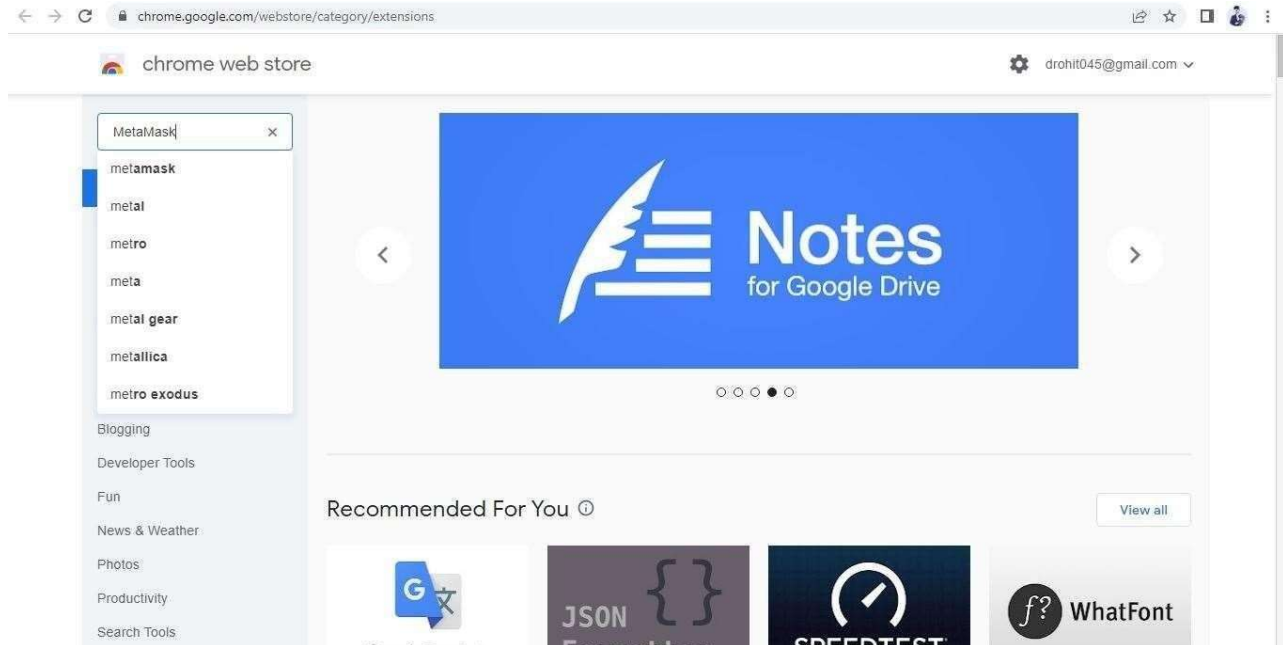 chrome.google.com/webstore/category/extensions
chrome web store
drohit045@gmail.com
MetaMask
metamask
metal
metro
meta
metal gear
metallica
metro exodus
Blogging
Developer Tools
Fun
News & Weather
Photos
Productivity
Search Tools
Notes
for Google Drive
Recommended For You
View all
G
JSON { }
SPEEDTEST
f? WhatFont